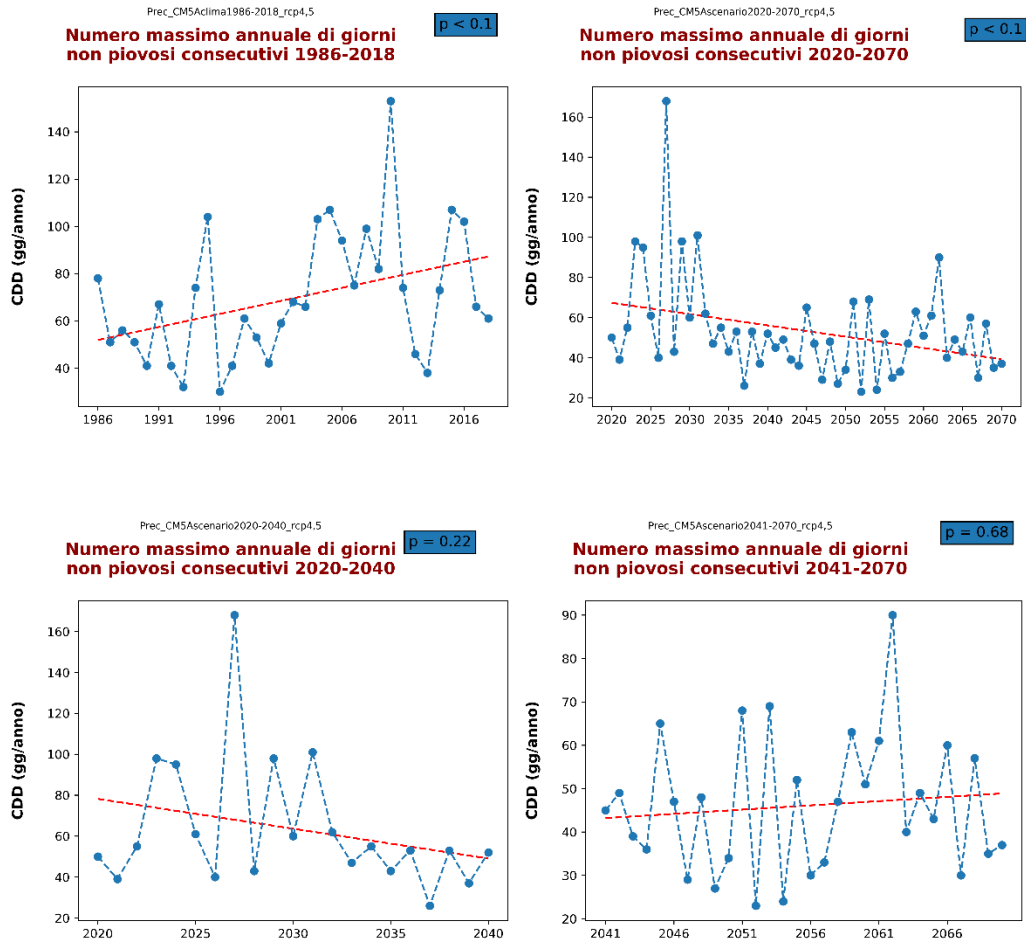 Prec_CM5Aclima1986-2018_rcp4,5
p < 0.1
Numero massimo annuale di giorni
non piovosi consecutivi 1986-2018
CDD (gg/anno)
140
120
100
80
60
40
1986 1991 1996 2001 2006 2011 2016
Prec_CM5Ascenario2020-2070_rcp4,5
p < 0.1
Numero massimo annuale di giorni
non piovosi consecutivi 2020-2070
CDD (gg/anno)
160
140
120
100
80
60
40
20
2020 2025 2030 2035 2040 2045 2050 2055 2060 2065 2070
Prec_CM5Ascenario2020-2040_rcp4,5
p = 0.22
Numero massimo annuale di giorni
non piovosi consecutivi 2020-2040
CDD (gg/anno)
160
140
120
100
80
60
40
20
2020 2025 2030 2035 2040
Prec_CM5Ascenario2041-2070_rcp4,5
p = 0.68
Numero massimo annuale di giorni
non piovosi consecutivi 2041-2070
CDD (gg/anno)
90
80
70
60
50
40
30
20
2041 2046 2051 2056 2061 2066